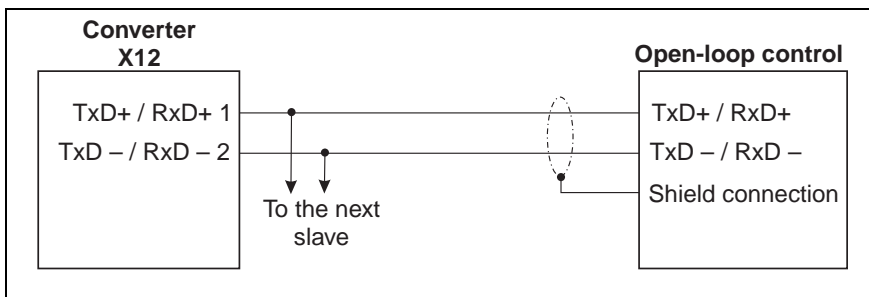 Converter
X12
Open-loop control
TxD+ / RxD+ 1
TxD+ / RxD+
TxD – / RxD – 2
TxD – / RxD –
Shield connection
To the next
slave